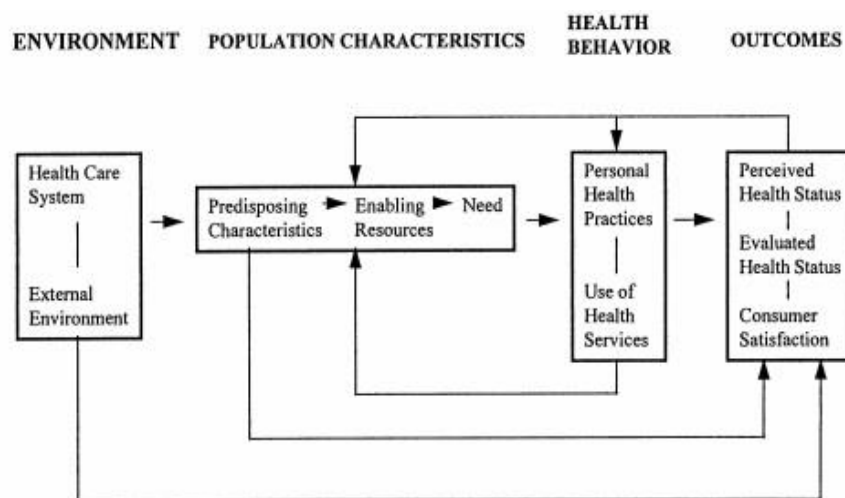 ENVIRONMENT
POPULATION CHARACTERISTICS
HEALTH
BEHAVIOR
OUTCOMES
Health Care
System
External
Environment
Predisposing
Characteristics
Enabling
Resources
Need
Personal
Health
Practices
Use of
Health
Services
Perceived
Health Status
Evaluated
Health Status
Consumer
Satisfaction